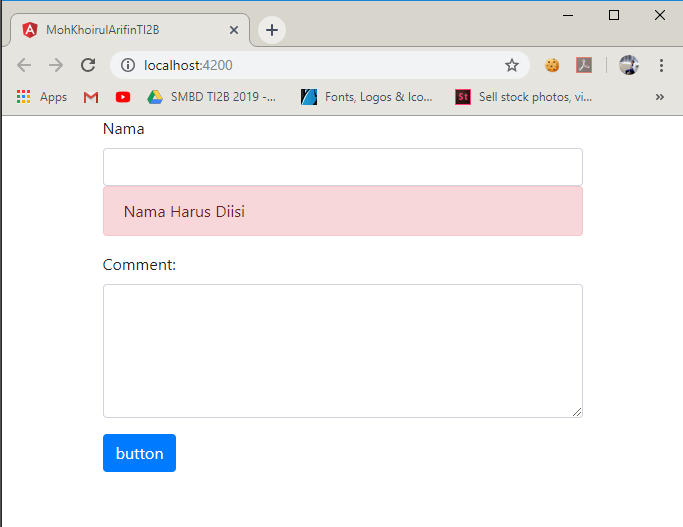 MohKhoirulArifinTI2B
localhost:4200
Apps SMBD TI2B 2019 -... Fonts, Logos & Ico... St Sell stock photos, vi... »
Nama
Nama Harus Diisi
Comment:
button